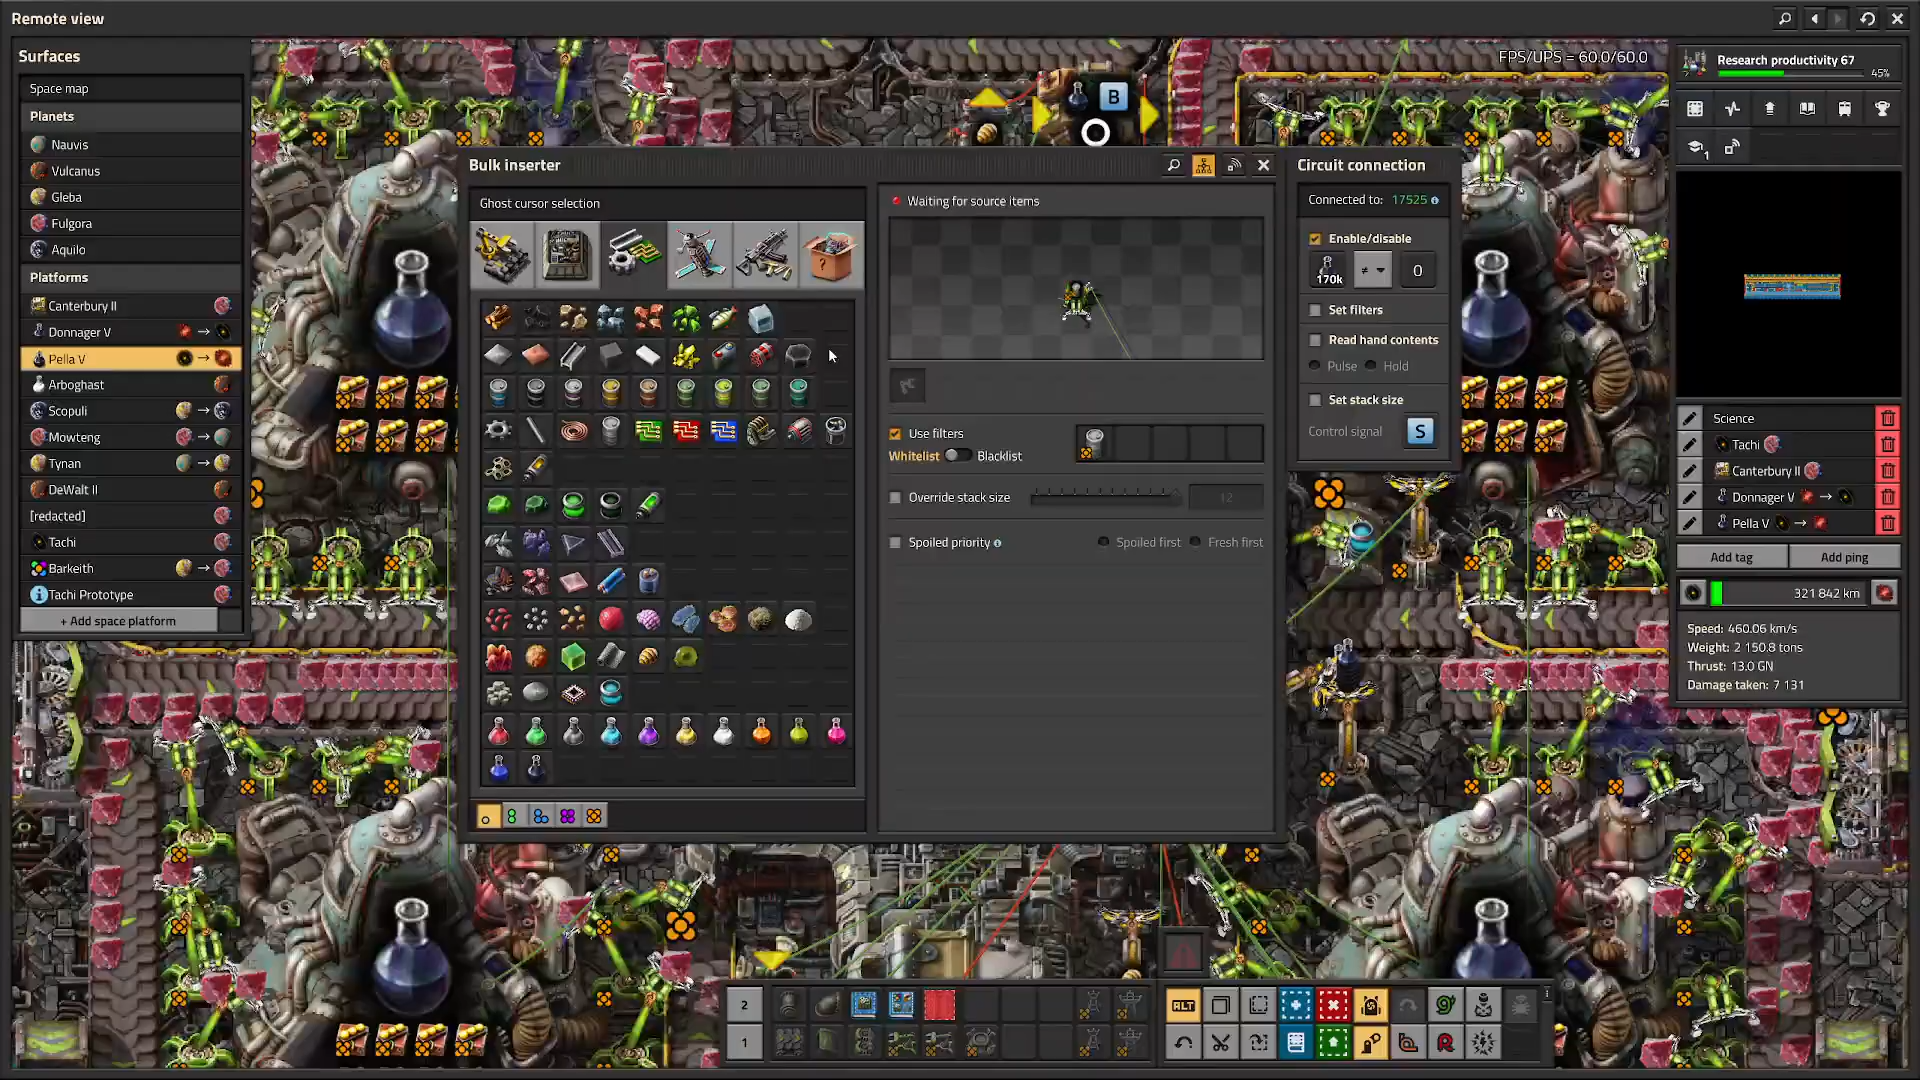 Remote view
Surfaces
Space map
Planets
Nauvis
Vulcanus
Gleba
Fulgora
Aquilo
Platforms
Canterbury II
Donnager V
Pella V
Arboghast
Scopuli
Mowteng
Tynan
DeWalt II
[redacted]
Tachi
Barkeith
Tachi Prototype
+ Add space platform
FPS/UPS = 60.0/60.0
B
Bulk inserter
Ghost cursor selection
?
Waiting for source items
Use filters
Whitelist
Blacklist
Override stack size
12
Spoiled priority
Spoiled first
Fresh first
Circuit connection
Connected to: 17525
Enable/disable
170k
≠
0
Set filters
Read hand contents
Pulse
Hold
Set stack size
Control signal
S
Research productivity 67
45%
1
Science
Tachi
Canterbury II
Donnager V
Pella V
Add tag
Add ping
321 842 km
Speed: 460.06 km/s
Weight: 2 150.8 tons
Thrust: 13.0 GN
Damage taken: 7 131
2
1
ALT
R